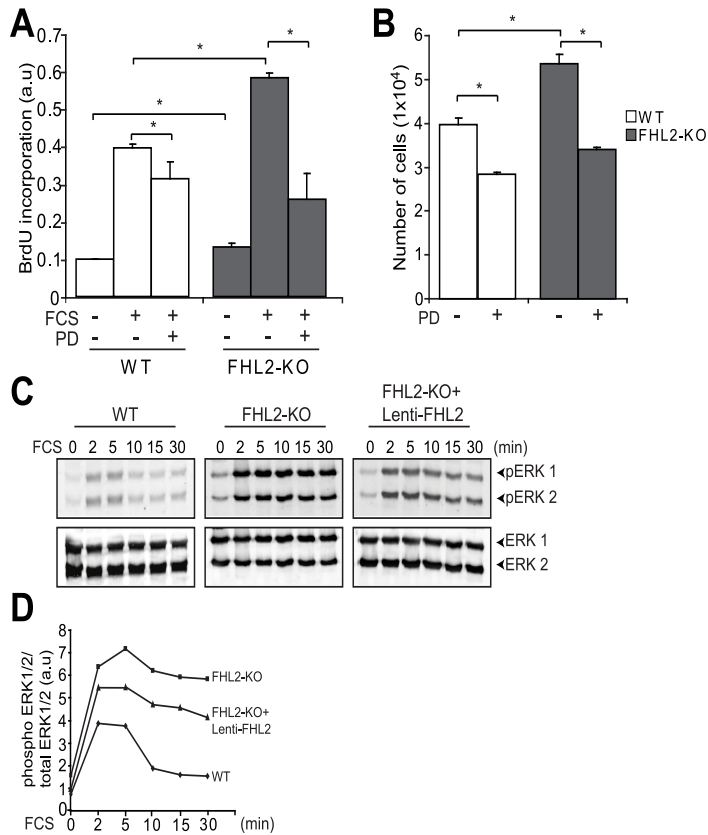 A
BrdU incorporation (a.u)
0.7
0.6
0.5
0.4
0.3
0.2
0.1
0
* * * * *
FCS - + + - + +
PD + +
WT FHL2-KO
B
Number of cells (1x10⁴)
6
5
4
3
2
1
0
* * *
WT
FHL2-KO
PD - + - +
C
WT FHL2-KO FHL2-KO+
Lenti-FHL2
FCS 0 2 5 10 15 30 0 2 5 10 15 30 0 2 5 10 15 30 (min)
pERK 1
pERK 2
ERK 1
ERK 2
D
phospho ERK1/2/
total ERK1/2 (a.u)
8
7
6
5
4
3
2
1
0
FHL2-KO
FHL2-KO+
Lenti-FHL2
WT
FCS 0 2 5 10 15 30 (min)